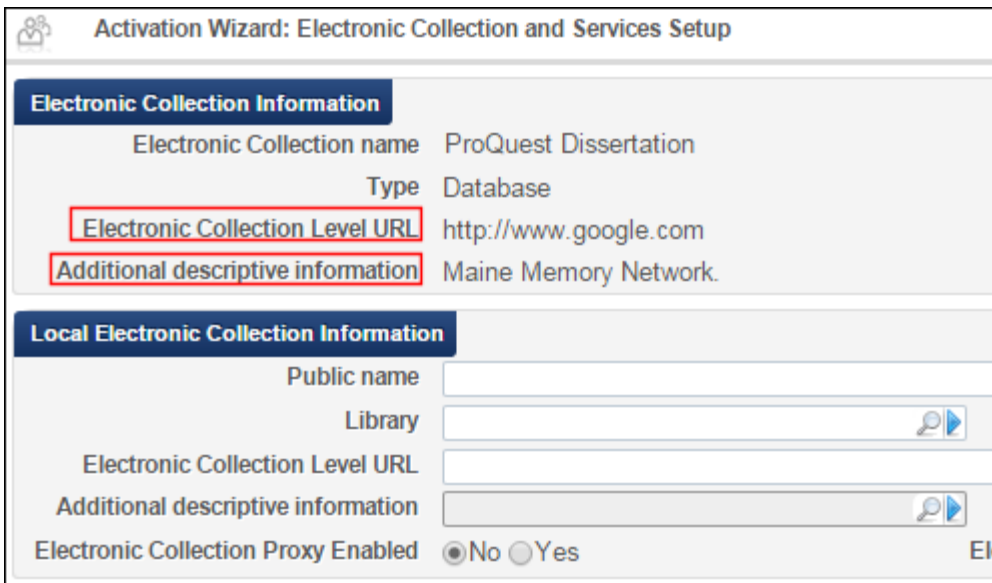 Activation Wizard: Electronic Collection and Services Setup
Electronic Collection Information
Electronic Collection name ProQuest Dissertation
Type Database
Electronic Collection Level URL http://www.google.com
Additional descriptive information Maine Memory Network.
Local Electronic Collection Information
Public name
Library
Electronic Collection Level URL
Additional descriptive information
Electronic Collection Proxy Enabled No Yes